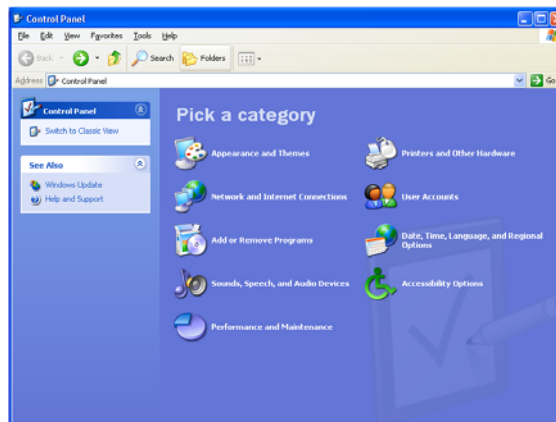 Control Panel
File Edit View Favorites Tools Help
Back Search Folders
Address Control Panel Go
Control Panel
Switch to Classic View
See Also
Windows Update
Help and Support
Pick a category
Appearance and Themes
Printers and Other Hardware
Network and Internet Connections
User Accounts
Add or Remove Programs
Date, Time, Language, and Regional
Options
Sounds, Speech, and Audio Devices
Accessibility Options
Performance and Maintenance